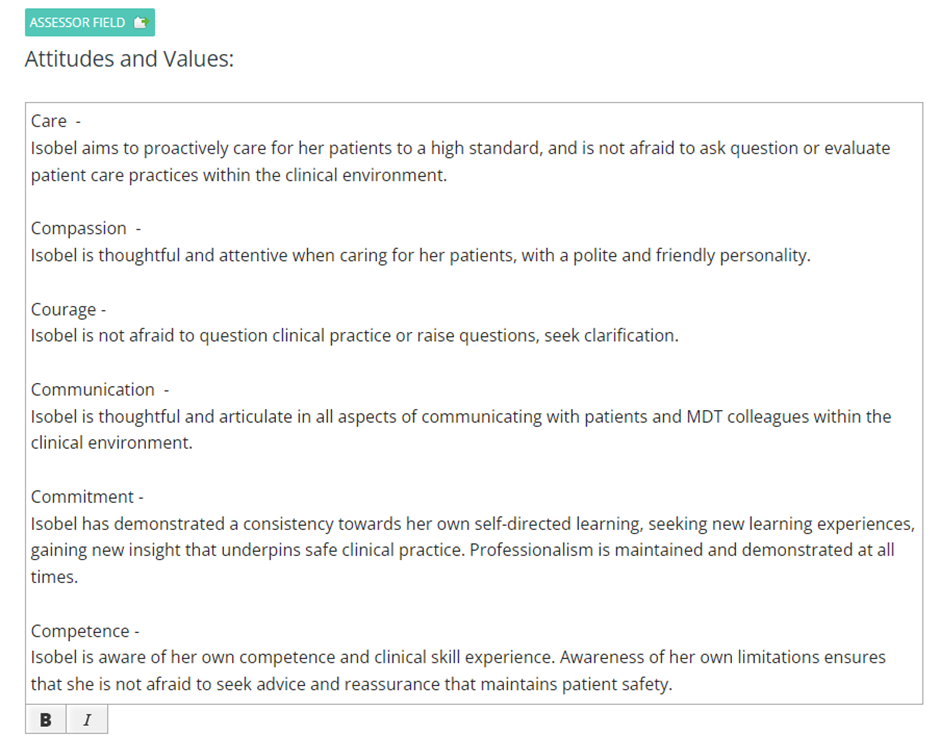 ASSESSOR FIELD
Attitudes and Values:
Care -
Isobel aims to proactively care for her patients to a high standard, and is not afraid to ask question or evaluate
patient care practices within the clinical environment.
Compassion -
Isobel is thoughtful and attentive when caring for her patients, with a polite and friendly personality.
Courage -
Isobel is not afraid to question clinical practice or raise questions, seek clarification.
Communication -
Isobel is thoughtful and articulate in all aspects of communicating with patients and MDT colleagues within the
clinical environment.
Commitment -
Isobel has demonstrated a consistency towards her own self-directed learning, seeking new learning experiences,
gaining new insight that underpins safe clinical practice. Professionalism is maintained and demonstrated at all
times.
Competence -
Isobel is aware of her own competence and clinical skill experience. Awareness of her own limitations ensures
that she is not afraid to seek advice and reassurance that maintains patient safety.
B I